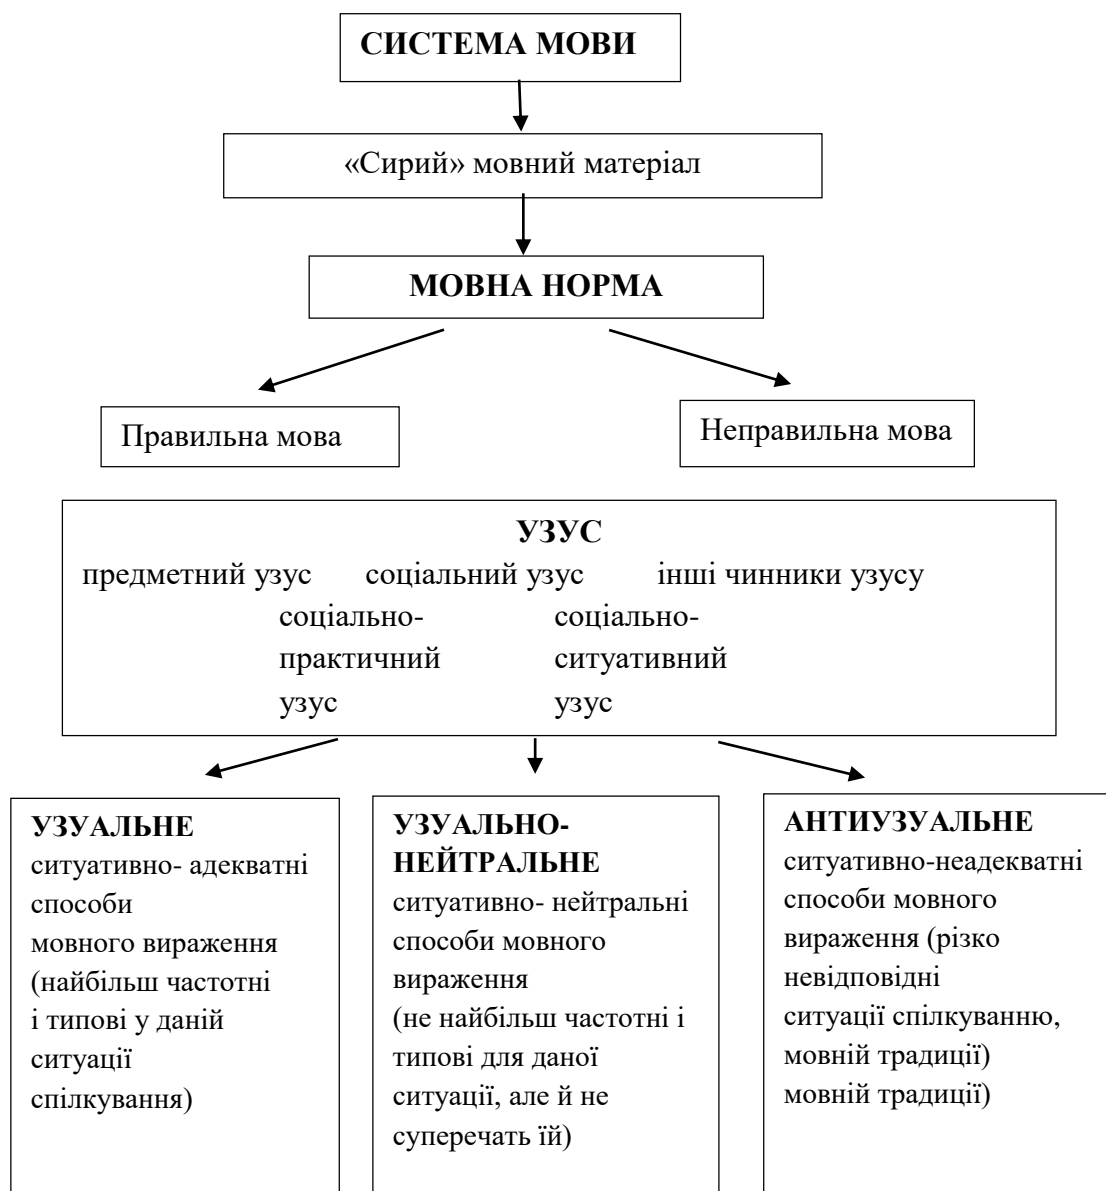 СИСТЕМА МОВИ
«Сирий» мовний матеріал
МОВНА НОРМА
Правильна мова
Неправильна мова
УЗУС
предметний узус соціальний узус інші чинники узусу
соціально-
практичний
узус
соціально-
ситуативний
узус
УЗУАЛЬНЕ
ситуативно- адекватні
способи
мовного вираження
(найбільш частотні
і типові у даній
ситуації
спілкування)
УЗУАЛЬНО-
НЕЙТРАЛЬНЕ
ситуативно- нейтральні
способи мовного
вираження
(не найбільш частотні і
типові для даної
ситуації, але й не
суперечать їй)
АНТИУЗУАЛЬНЕ
ситуативно-неадекватні
способи мовного
вираження (різко
невідповідні
ситуації спілкуванню,
мовній традиції)
мовній традиції)